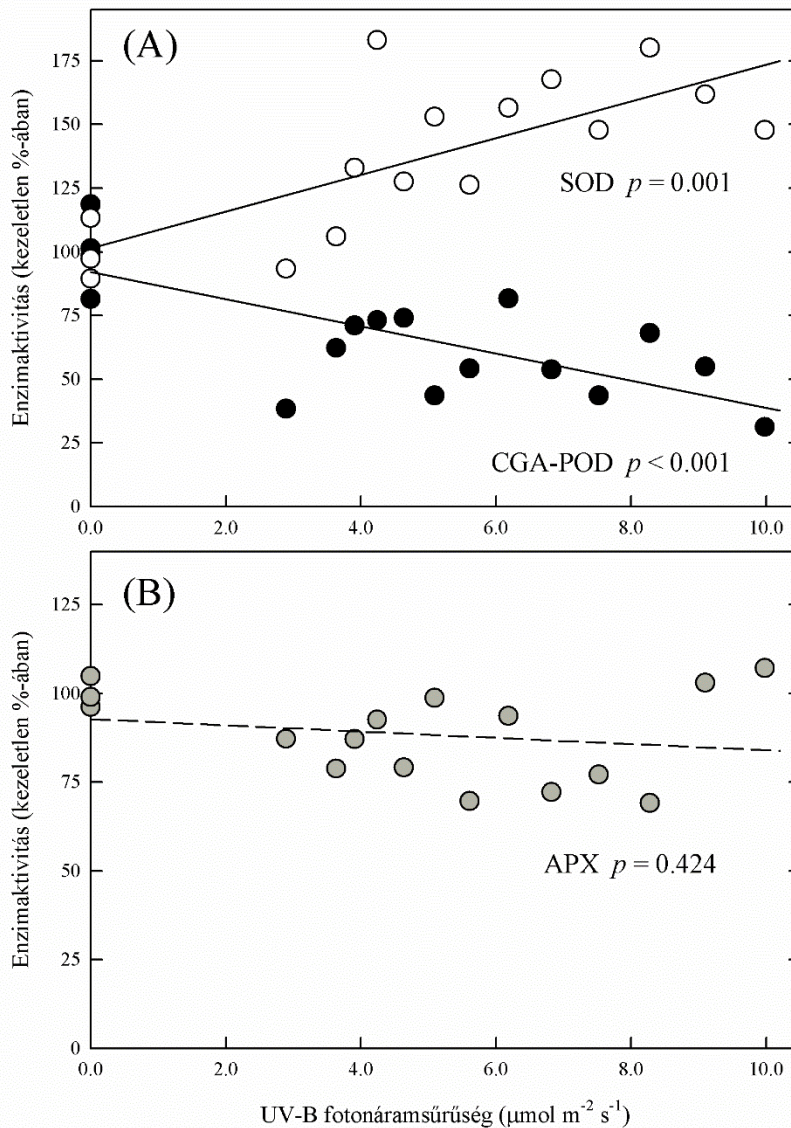 (A)
175
150
125
100
75
50
25
0
Enzimaktivitás (kezeletlen %-ában)
SOD p = 0.001
CGA-POD p < 0.001
0.0 2.0 4.0 6.0 8.0 10.0
(B)
125
100
75
50
25
0
Enzimaktivitás (kezeletlen %-ában)
APX p = 0.424
0.0 2.0 4.0 6.0 8.0 10.0
UV-B fotonáramsűrűség (µmol m⁻² s⁻¹)